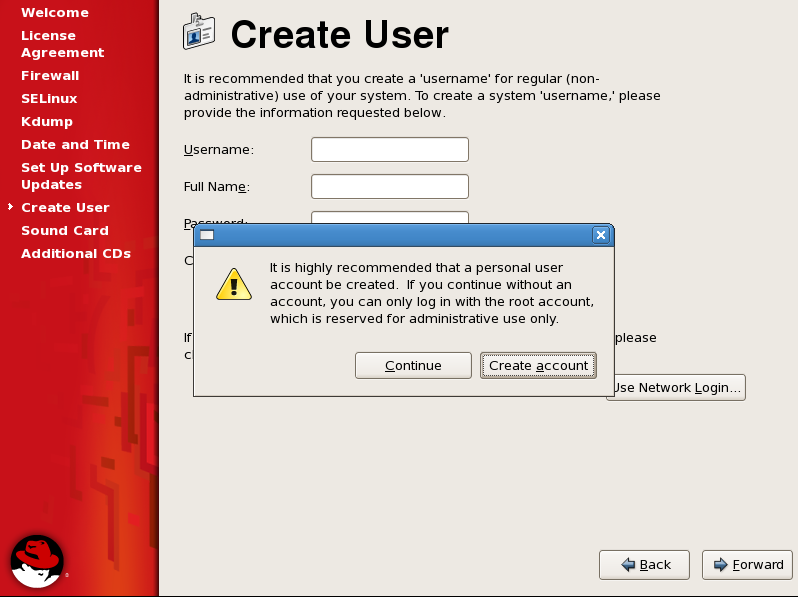 Welcome
License
Agreement
Firewall
SELinux
Kdump
Date and Time
Set Up Software
Updates
Create User
Sound Card
Additional CDs
Create User
It is recommended that you create a 'username' for regular (non-
administrative) use of your system. To create a system 'username,' please
provide the information requested below.
Username:
Full Name:
Password:
C
If
please
It is highly recommended that a personal user
account be created.  If you continue without an
account, you can only log in with the root account,
which is reserved for administrative use only.
Continue
Create account
Use Network Login...
Back
Forward